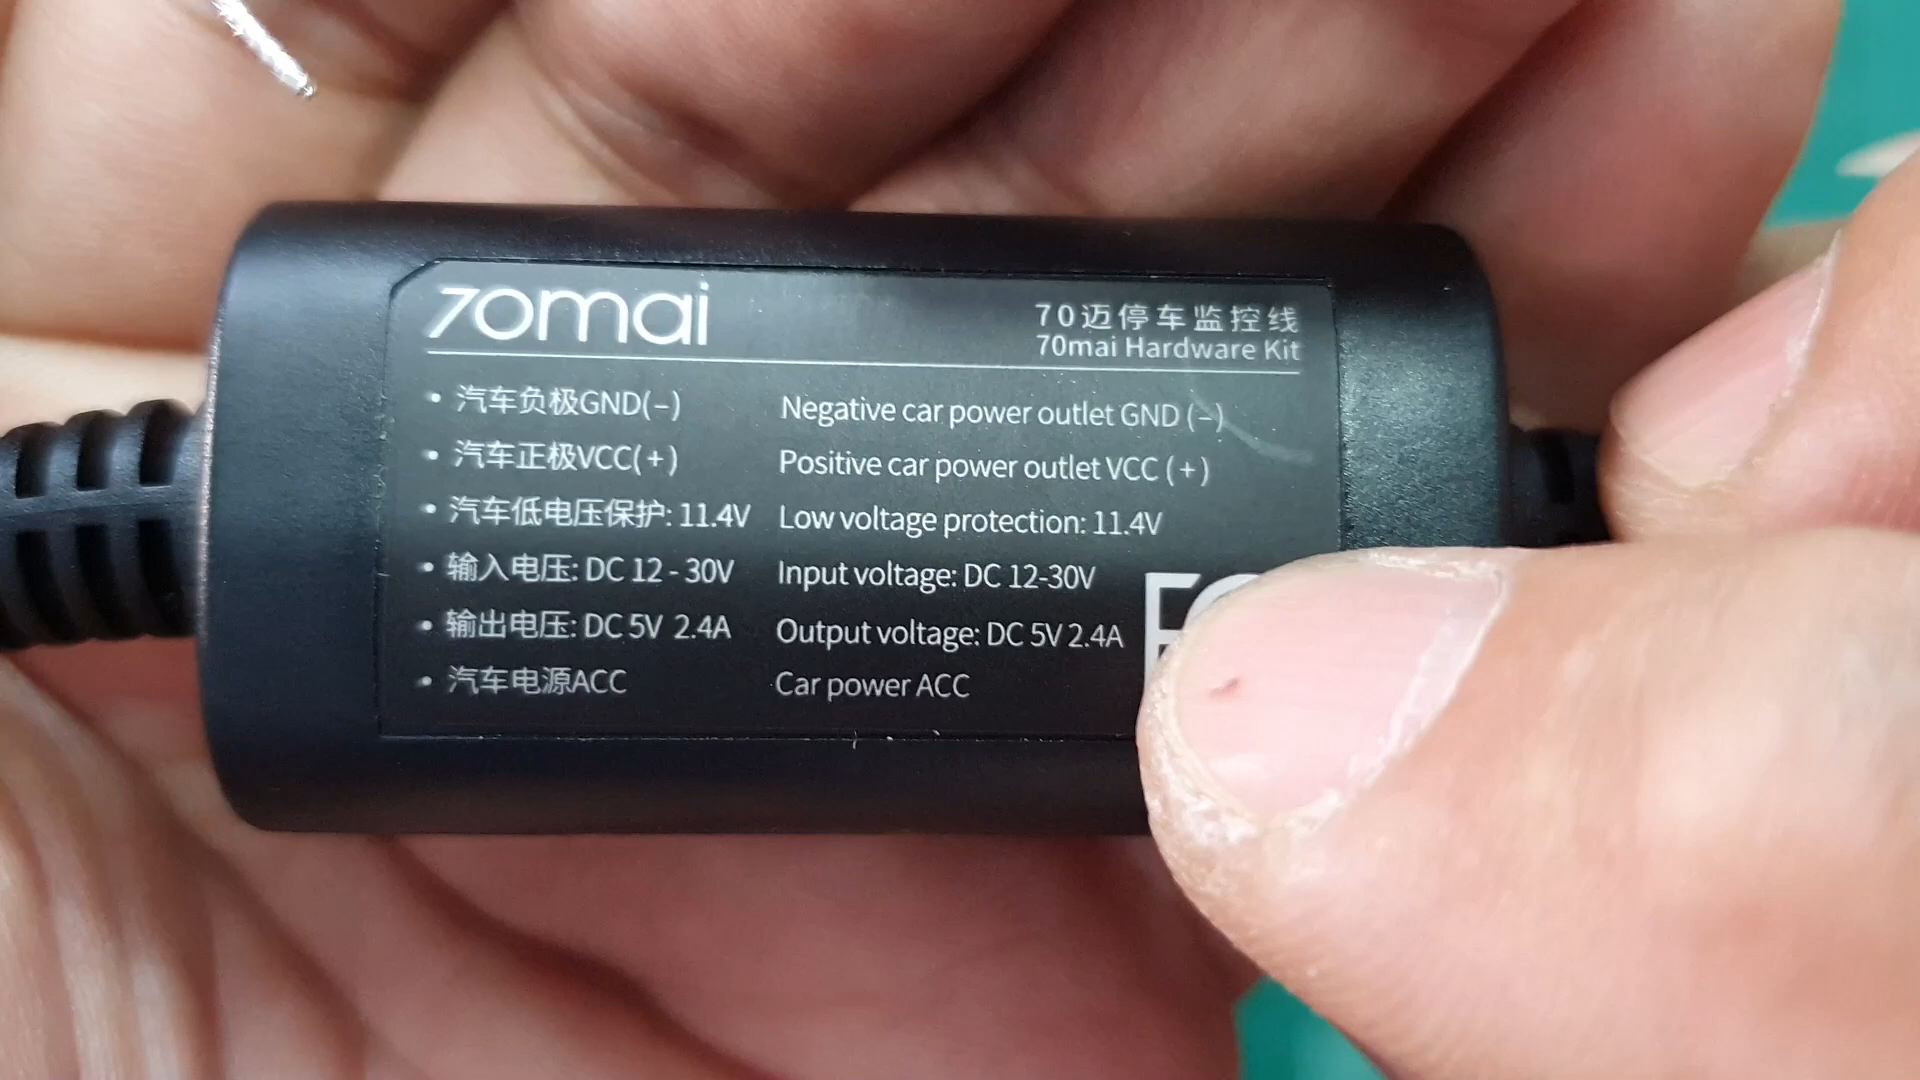 70mai
70迈停车监控线
70mai Hardware Kit
• 汽车负极GND(-) Negative car power outlet GND (-)
• 汽车正极VCC(+) Positive car power outlet VCC (+)
• 汽车低电压保护: 11.4V Low voltage protection: 11.4V
• 输入电压: DC 12 - 30V Input voltage: DC 12-30V
• 输出电压: DC 5V 2.4A Output voltage: DC 5V 2.4A
• 汽车电源ACC Car power ACC